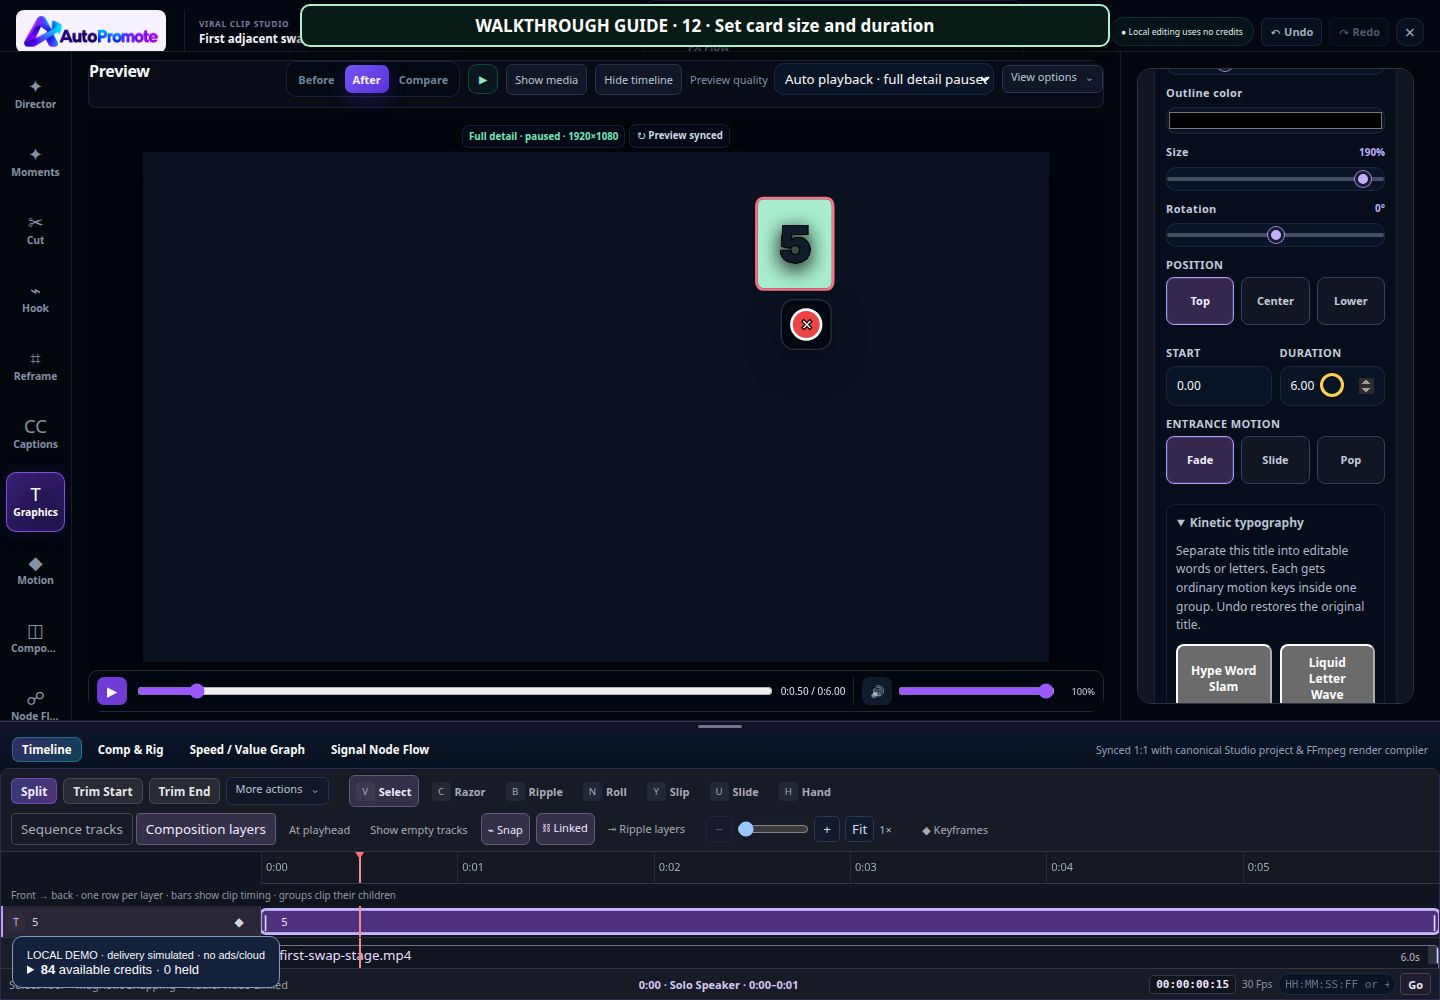 WALKTHROUGH GUIDE · 12 · Set card size and duration
AutoPromote
VIRAL CLIP STUDIO
First adjacent swa
● Local editing uses no credits
↶ Undo
↷ Redo
✕
Preview
Before
After
Compare
Show media
Hide timeline
Preview quality
Auto playback · full detail paused
View options
Full detail · paused · 1920×1080
↻ Preview synced
Director
Moments
Cut
Hook
Reframe
CC
Captions
T
Graphics
Motion
Compo...
Node Fl...
5
0:0.50 / 0:6.00
100%
Outline color
Size
190%
Rotation
0°
POSITION
Top
Center
Lower
START
DURATION
0.00
6.00
ENTRANCE MOTION
Fade
Slide
Pop
▼ Kinetic typography
Separate this title into editable
words or letters. Each gets
ordinary motion keys inside one
group. Undo restores the original
title.
Hype Word
Slam
Liquid
Letter
Wave
Timeline
Comp & Rig
Speed / Value Graph
Signal Node Flow
Synced 1:1 with canonical Studio project & FFmpeg render compiler
Split
Trim Start
Trim End
More actions
V Select
C Razor
B Ripple
N Roll
Y Slip
U Slide
H Hand
Sequence tracks
Composition layers
At playhead
Show empty tracks
Snap
Linked
⇥ Ripple layers
−
+
Fit
1×
◆ Keyframes
0:00
0:01
0:02
0:03
0:04
0:05
Front → back · one row per layer · bars show clip timing · groups clip their children
T 5
5
LOCAL DEMO · delivery simulated · no ads/cloud
▶ 84 available credits · 0 held
first-swap-stage.mp4
6.0s
0:00 · Solo Speaker · 0:00–0:01
00:00:00:15
30 Fps
HH:MM:SS:FF or +
Go